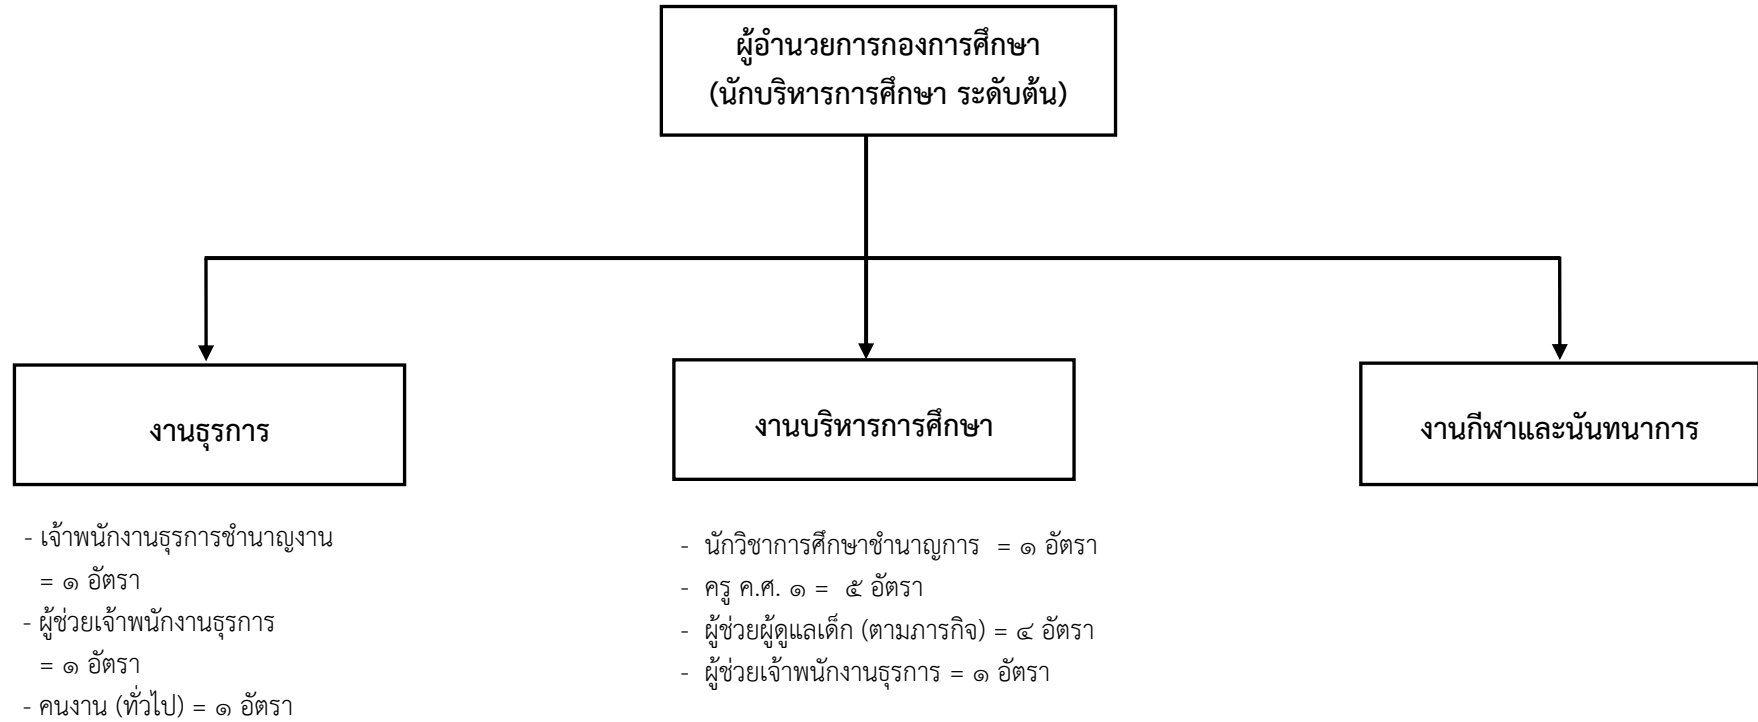 ผู้อำนวยการกองการศึกษา
(นักบริหารการศึกษา ระดับต้น)
งานธุรการ
งานบริหารการศึกษา
งานกีฬาและนันทนาการ
- เจ้าพนักงานธุรการชำนาญงาน
= ๑ อัตรา
- ผู้ช่วยเจ้าพนักงานธุรการ
= ๑ อัตรา
- คนงาน (ทั่วไป) = ๑ อัตรา
- นักวิชาการศึกษาชำนาญการ = ๑ อัตรา
- ครู ค.ศ. ๑ = ๕ อัตรา
- ผู้ช่วยผู้ดูแลเด็ก (ตามภารกิจ) = ๔ อัตรา
- ผู้ช่วยเจ้าพนักงานธุรการ = ๑ อัตรา